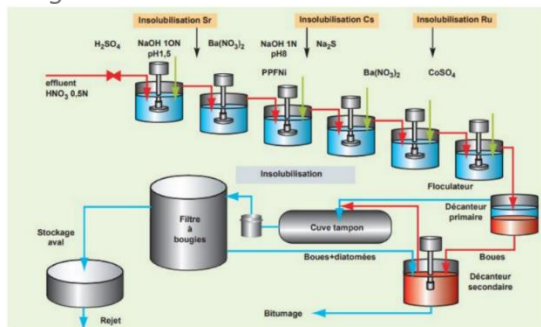 Insolubilisation Sr
Insolubilisation Cs
Insolubilisation Ru
H₂SO₄
NaOH 1ON
pH1,5
Ba(NO₃)₂
NaOH 1N
pH8
Na₂S
PPFNi
Ba(NO₃)₂
CoSO₄
effluent
HNO₃ 0,5N
Floculateur
Insolubilisation
Décanteur
primaire
Filtre
à
bougies
Cuve tampon
Stockage
aval
Boues
Boues+diatomées
Décanteur
secondaire
Bitumage
Rejet